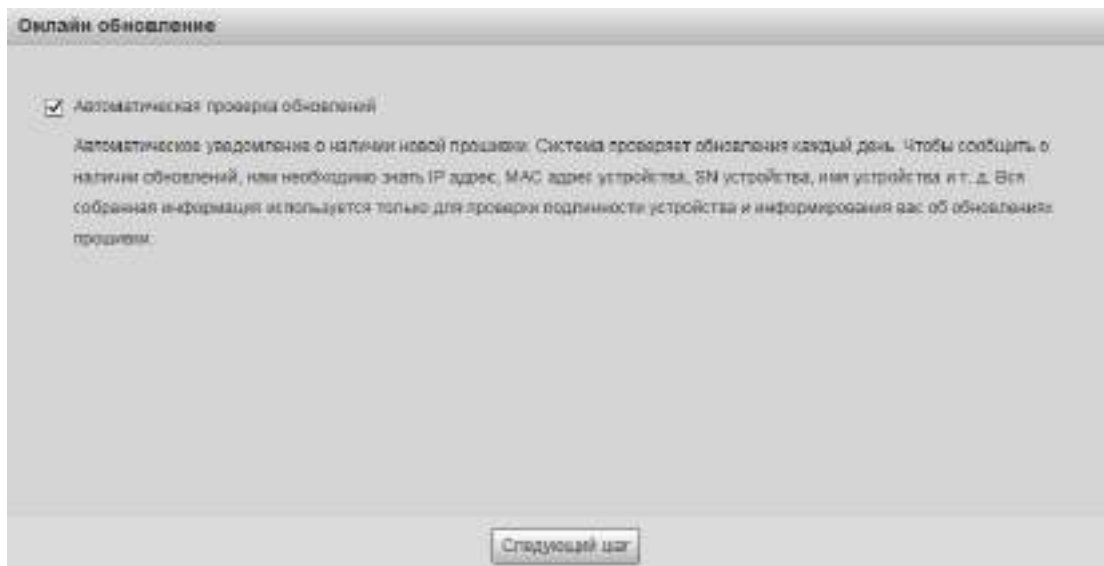 Онлайн обновление
Автоматическая проверка обновлений
Автоматическое уведомление о наличии новой прошивки. Система проверяет обновления каждый день. Чтобы сообщить о
наличии обновлений, нам необходимо знать IP адрес, MAC адрес устройства, SN устройства, имя устройства и т. д. Вся
собранная информация используется только для проверки подлинности устройства и информирования вас об обновлениях
прошивки.
Следующий шаг